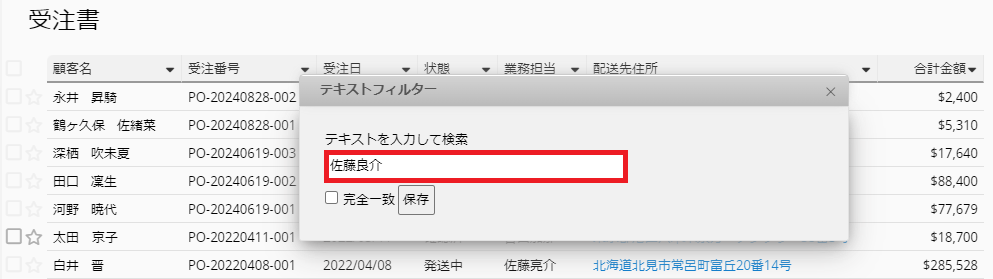 受注書
顧客名 受注番号 受注日 状態 業務担当 配送先住所 合計金額
テキストフィルター ×
永井　昇騎 PO-20240828-002 $2,400
鶴ヶ久保　佐緒菜 PO-20240828-001 $5,310
テキストを入力して検索
深栖　吹未夏 PO-20240619-003 $17,640
佐藤良介
田口　凜生 PO-20240619-002 $88,400
完全一致 保存
河野　暁代 PO-20240619-001 $77,679
太田　京子 PO-20220411-001 $18,700
白井　晋 PO-20220408-001 2022/04/08 発送中 佐藤亮介 北海道北見市常呂町富丘20番14号 $285,528